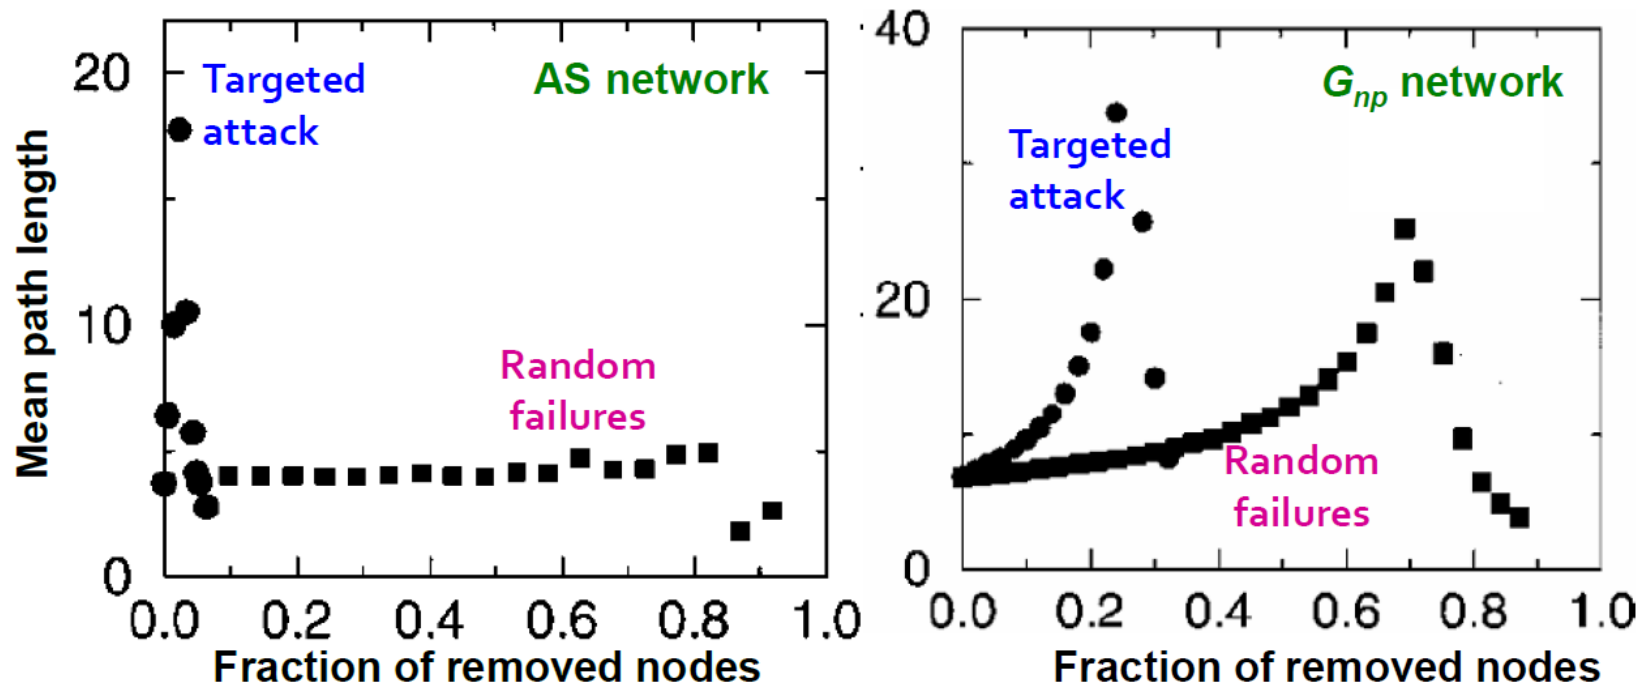 Mean path length
20
10
0
Targeted
attack
AS network
Random
failures
0.0 0.2 0.4 0.6 0.8 1.0
Fraction of removed nodes
40
20
0
Gnp network
Targeted
attack
Random
failures
0.0 0.2 0.4 0.6 0.8 1.0
Fraction of removed nodes